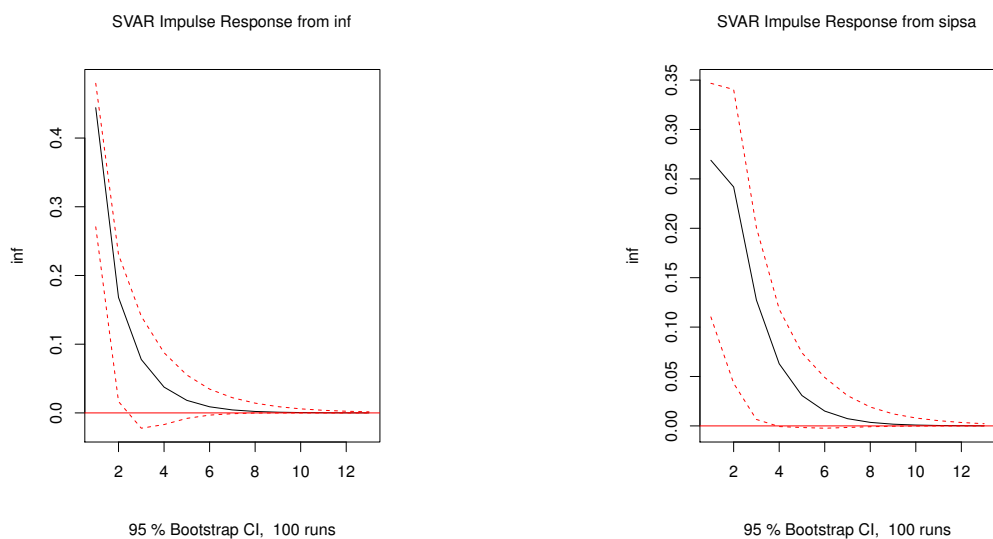 SVAR Impulse Response from inf
inf
0.4
0.3
0.2
0.1
0.0
2 4 6 8 10 12
95 % Bootstrap CI, 100 runs
SVAR Impulse Response from sipsa
inf
0.35
0.30
0.25
0.20
0.15
0.10
0.05
0.00
2 4 6 8 10 12
95 % Bootstrap CI, 100 runs